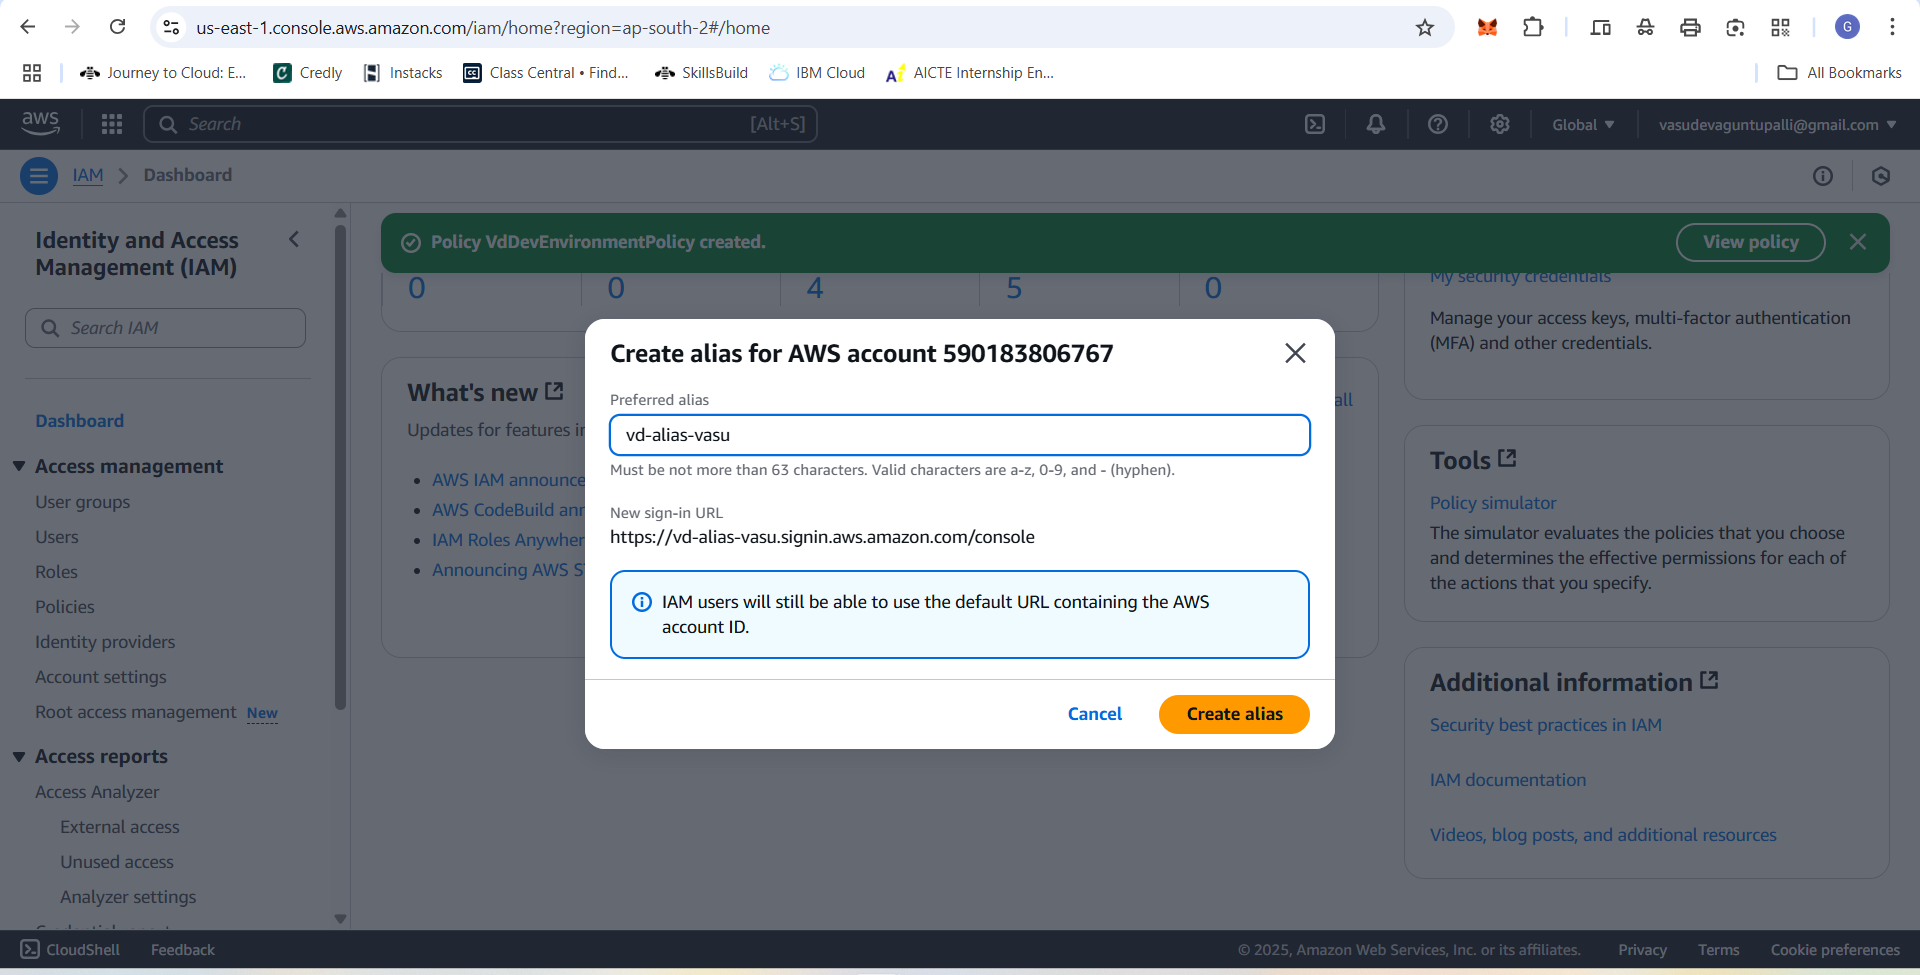 us-east-1.console.aws.amazon.com/iam/home?region=ap-south-2#/home
G
Journey to Cloud: E...
Credly
Instacks
Class Central • Find...
SkillsBuild
IBM Cloud
AICTE Internship En...
All Bookmarks
aws
Search
[Alt+S]
Global
vasudevaguntupalli@gmail.com
IAM
Dashboard
Identity and Access
Management (IAM)
Search IAM
Dashboard
Access management
User groups
Users
Roles
Policies
Identity providers
Account settings
Root access management New
Access reports
Access Analyzer
External access
Unused access
Analyzer settings
Policy VdDevEnvironmentPolicy created.
View policy
0
0
4
5
0
What's new
Updates for features in
all
AWS IAM announce
AWS CodeBuild ann
IAM Roles Anywher
Announcing AWS S
Create alias for AWS account 590183806767
Preferred alias
vd-alias-vasu
Must be not more than 63 characters. Valid characters are a-z, 0-9, and - (hyphen).
New sign-in URL
https://vd-alias-vasu.signin.aws.amazon.com/console
IAM users will still be able to use the default URL containing the AWS
account ID.
Cancel
Create alias
My security credentials
Manage your access keys, multi-factor authentication
(MFA) and other credentials.
Tools
Policy simulator
The simulator evaluates the policies that you choose
and determines the effective permissions for each of
the actions that you specify.
Additional information
Security best practices in IAM
IAM documentation
Videos, blog posts, and additional resources
CloudShell
Feedback
© 2025, Amazon Web Services, Inc. or its affiliates.
Privacy
Terms
Cookie preferences